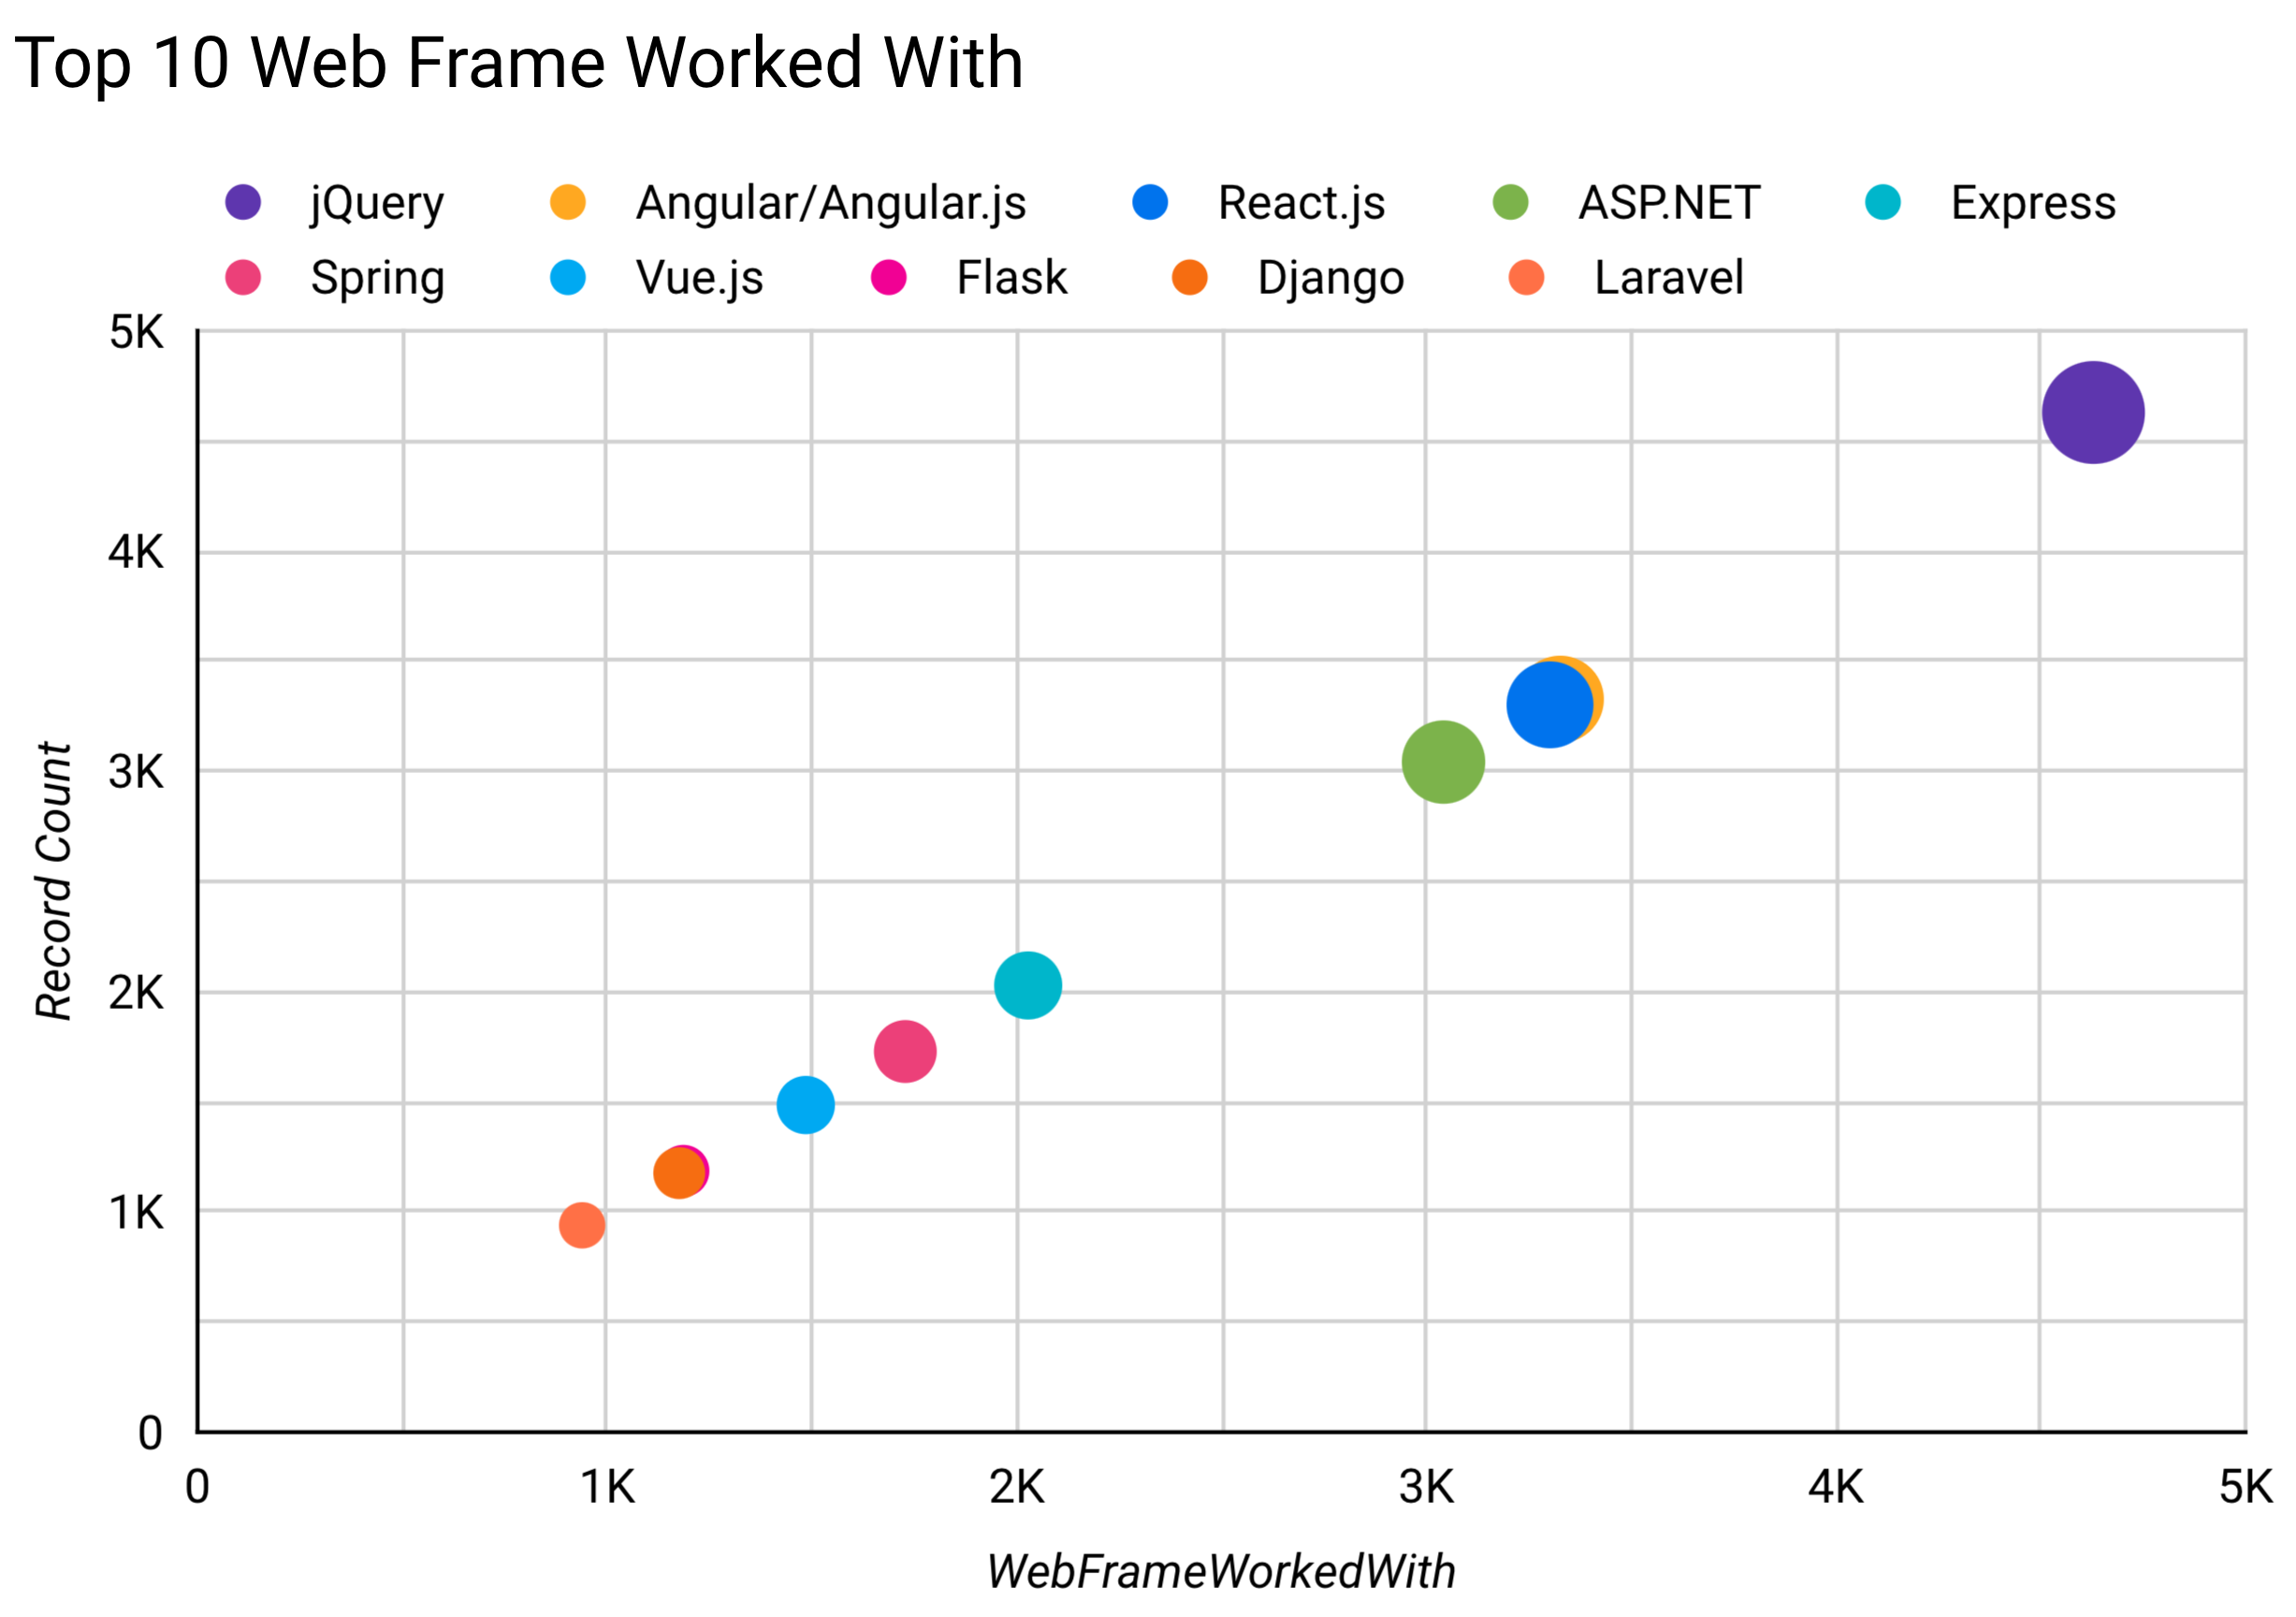 Top 10 Web Frame Worked With
jQuery Angular/Angular.js React.js ASP.NET Express
Spring Vue.js Flask Django Laravel
5K
4K
3K
2K
1K
0
Record Count
0 1K 2K 3K 4K 5K
WebFrameWorkedWith